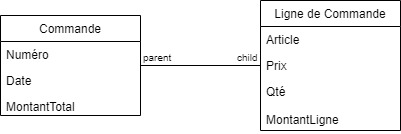 Commande
Numéro
Date
MontantTotal
parent
child
Ligne de Commande
Article
Prix
Qté
MontantLigne